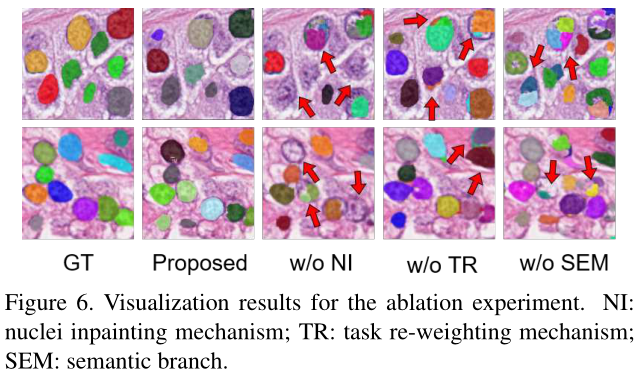 GT Proposed w/o NI w/o TR w/o SEM
Figure 6. Visualization results for the ablation experiment. NI:
nuclei inpainting mechanism; TR: task re-weighting mechanism;
SEM: semantic branch.